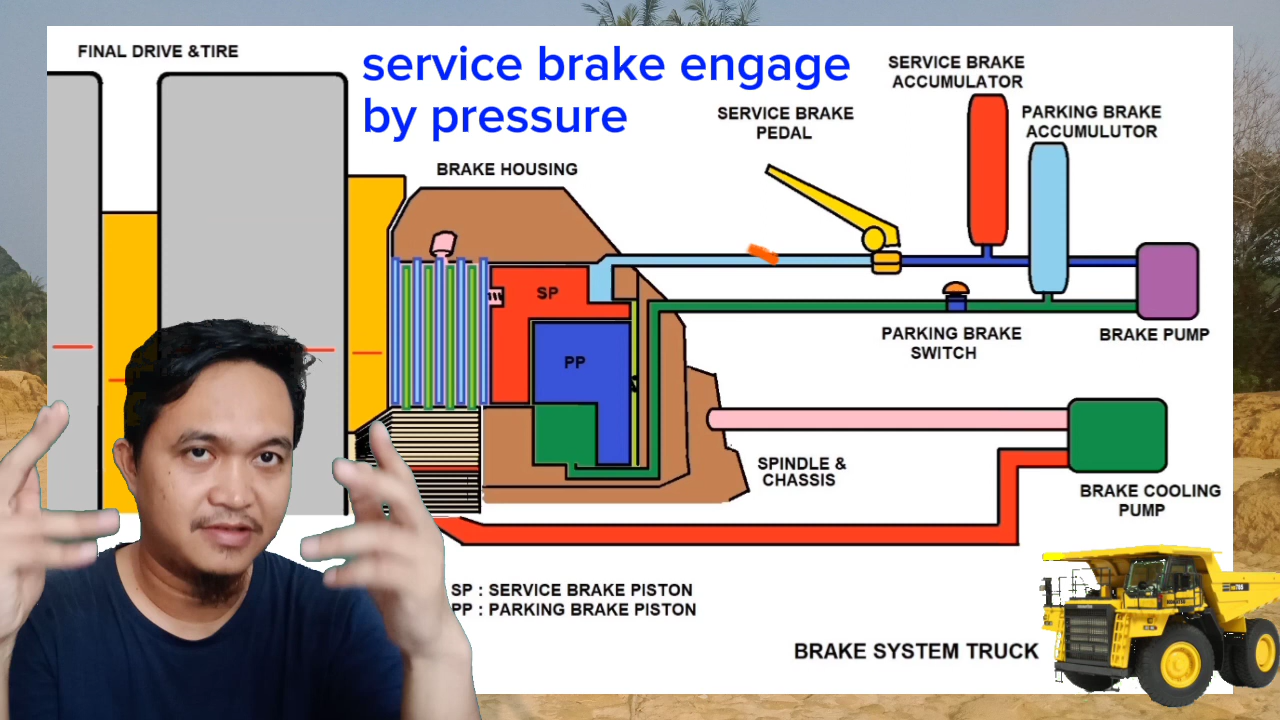 FINAL DRIVE &TIRE
service brake engage
by pressure
SERVICE BRAKE
ACCUMULATOR
SERVICE BRAKE
PEDAL
PARKING BRAKE
ACCUMULUTOR
BRAKE HOUSING
SP
PP
PARKING BRAKE
SWITCH
BRAKE PUMP
SPINDLE &
CHASSIS
BRAKE COOLING
PUMP
SP : SERVICE BRAKE PISTON
PP : PARKING BRAKE PISTON
BRAKE SYSTEM TRUCK